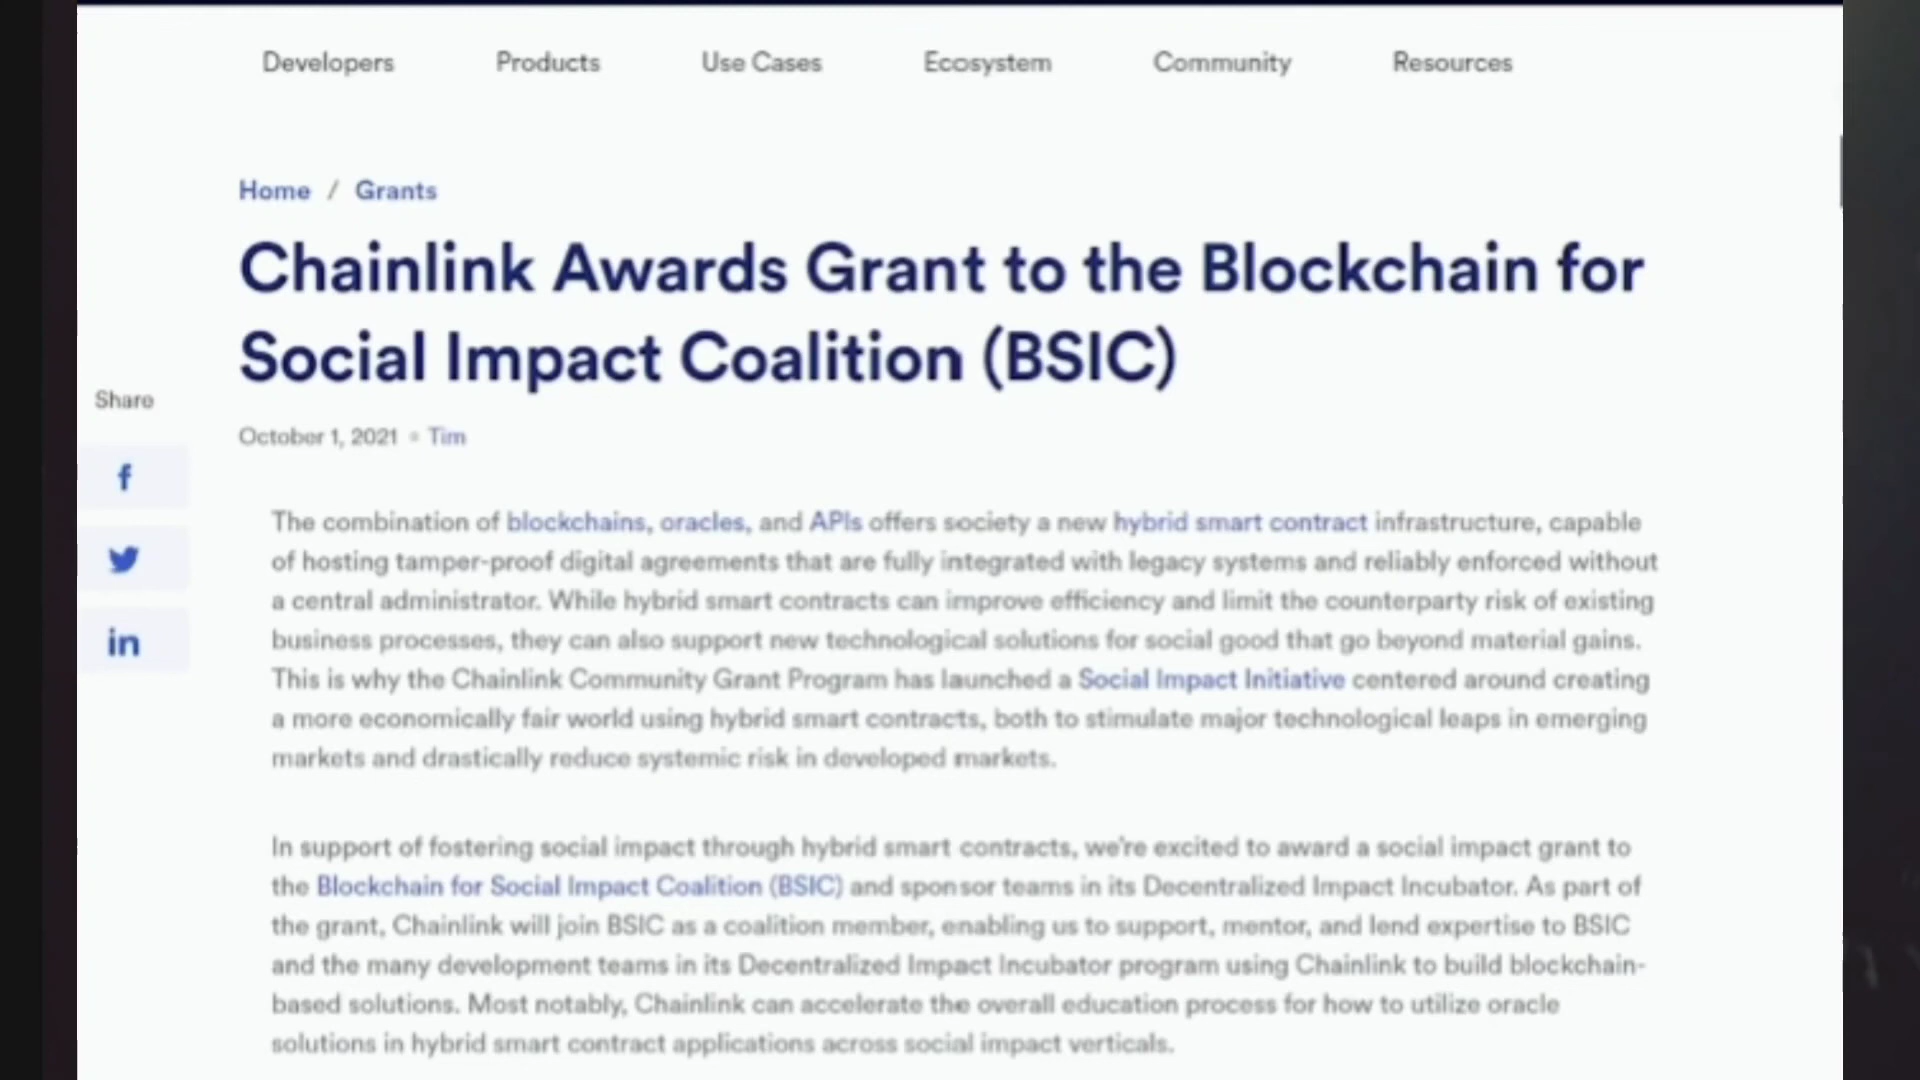 Developers Products Use Cases Ecosystem Community Resources
Home / Grants
Chainlink Awards Grant to the Blockchain for
Social Impact Coalition (BSIC)
Share
October 1, 2021 • Tim
f
in
The combination of blockchains, oracles, and APIs offers society a new hybrid smart contract infrastructure, capable
of hosting tamper-proof digital agreements that are fully integrated with legacy systems and reliably enforced without
a central administrator. While hybrid smart contracts can improve efficiency and limit the counterparty risk of existing
business processes, they can also support new technological solutions for social good that go beyond material gains.
This is why the Chainlink Community Grant Program has launched a Social Impact Initiative centered around creating
a more economically fair world using hybrid smart contracts, both to stimulate major technological leaps in emerging
markets and drastically reduce systemic risk in developed markets.
In support of fostering social impact through hybrid smart contracts, we're excited to award a social impact grant to
the Blockchain for Social Impact Coalition (BSIC) and sponsor teams in its Decentralized Impact Incubator. As part of
the grant, Chainlink will join BSIC as a coalition member, enabling us to support, mentor, and lend expertise to BSIC
and the many development teams in its Decentralized Impact Incubator program using Chainlink to build blockchain-
based solutions. Most notably, Chainlink can accelerate the overall education process for how to utilize oracle
solutions in hybrid smart contract applications across social impact verticals.